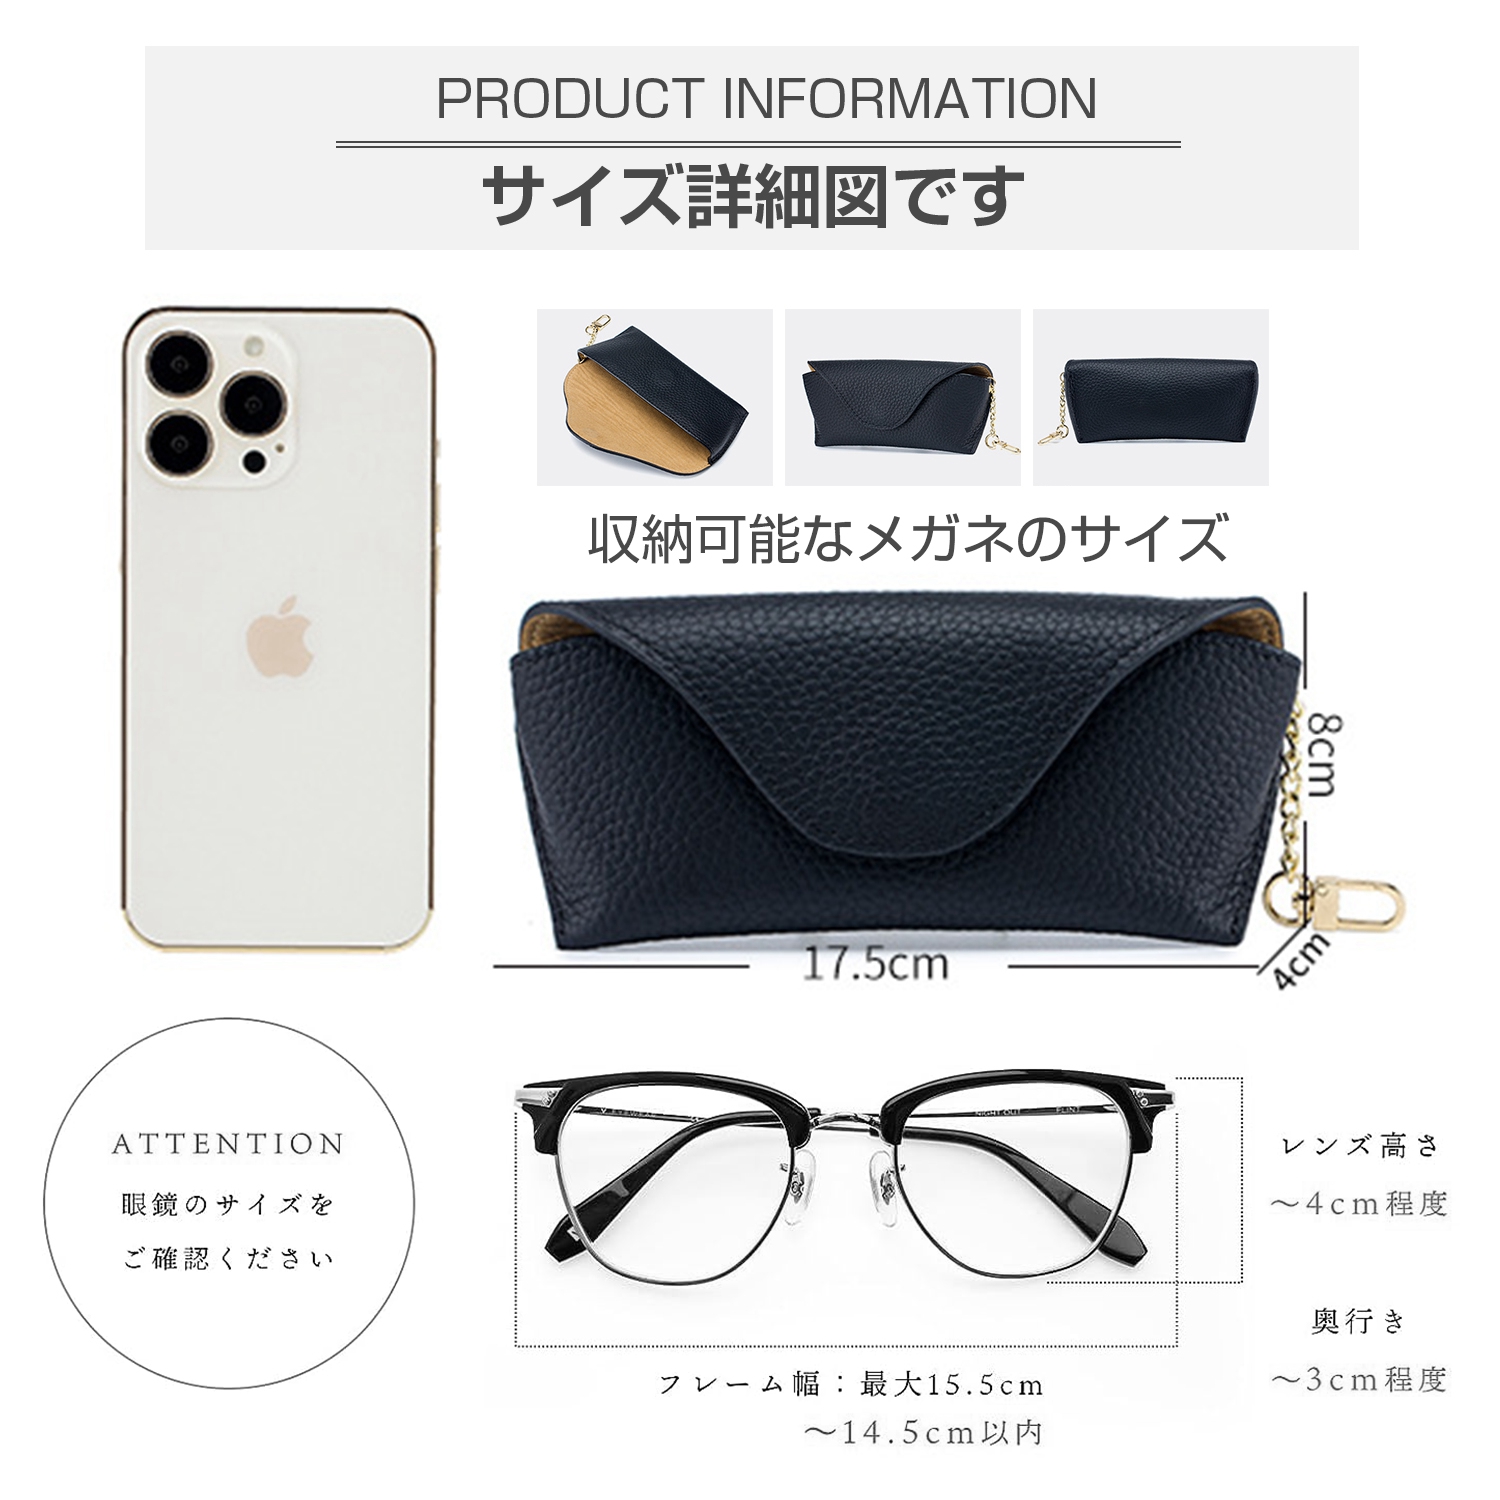 PRODUCT INFORMATION
サイズ詳細図です
収納可能なメガネのサイズ
8cm
17.5cm
4cm
ATTENTION
眼鏡のサイズを
ご確認ください
NIGHT OUT
FLINT
レンズ高さ
～4cm程度
奥行き
～3cm程度
フレーム幅：最大15.5cm
～14.5cm以内